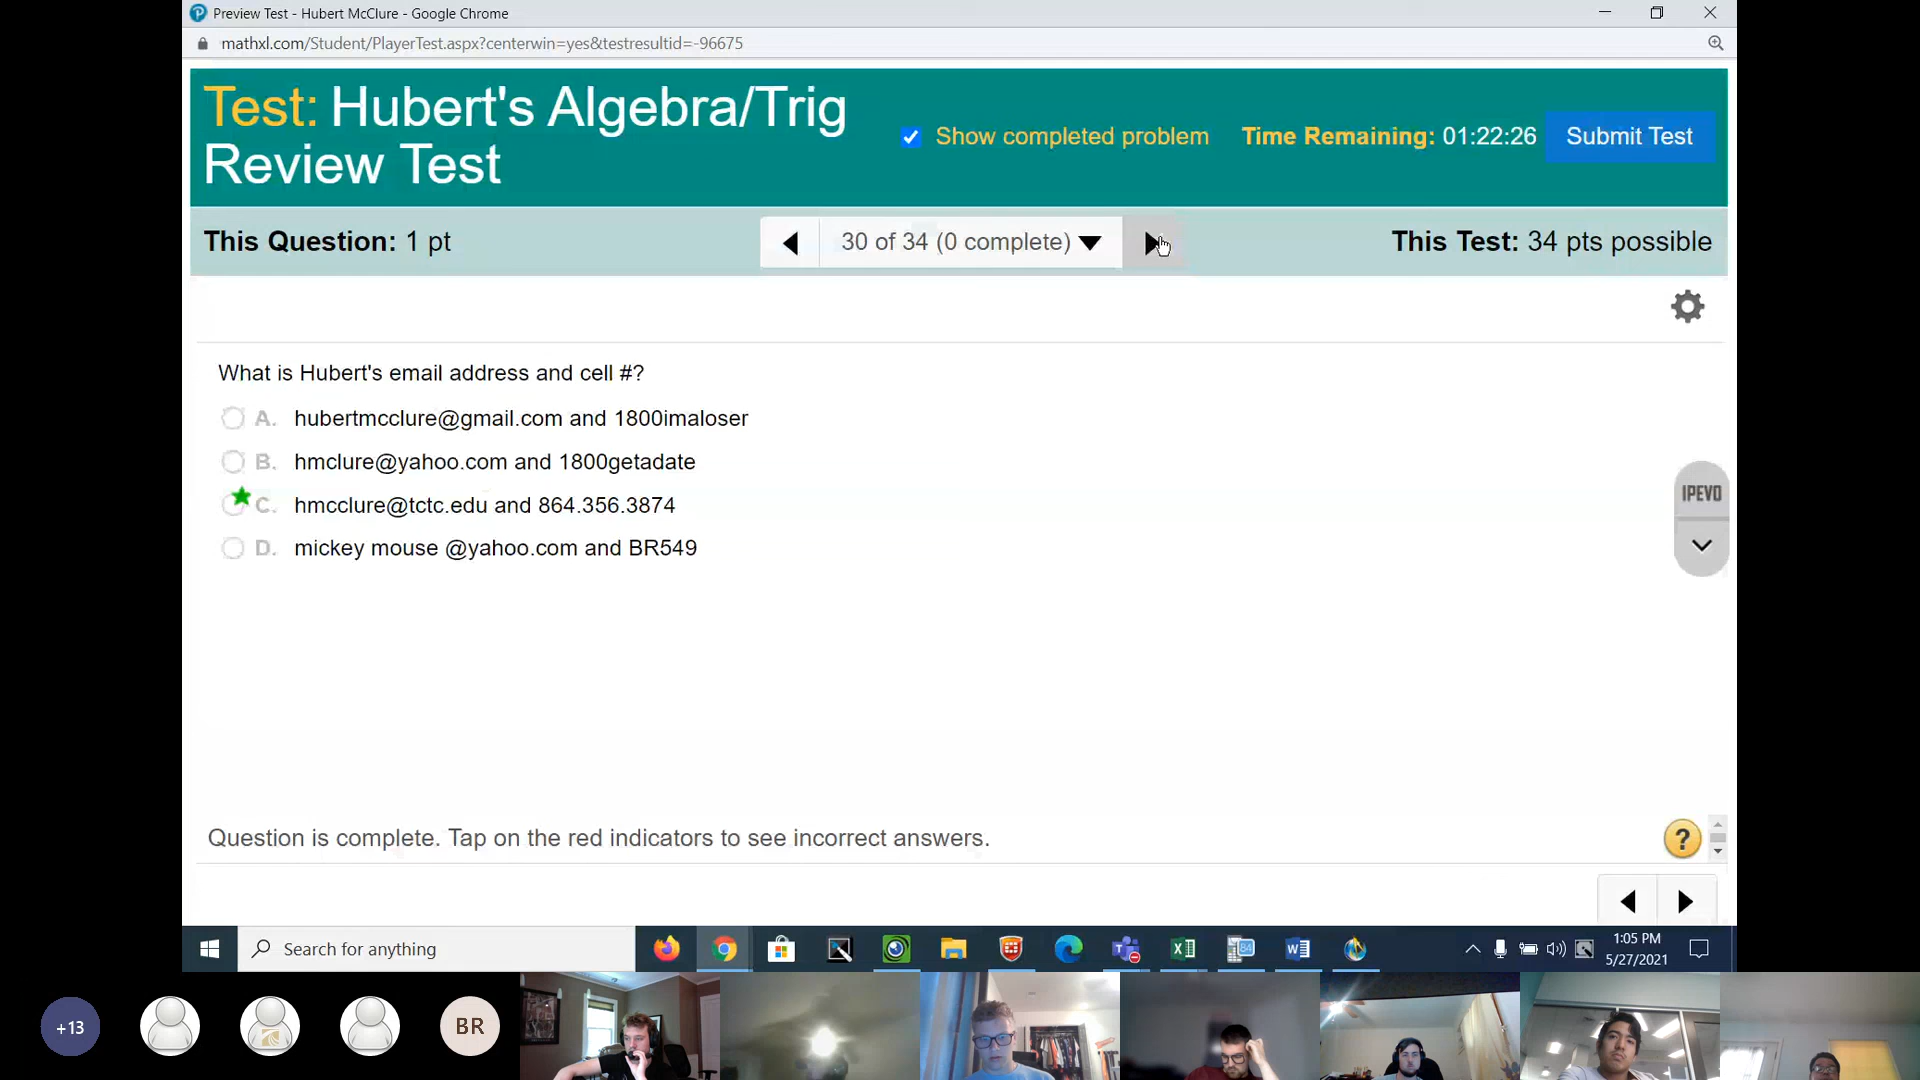 Preview Test - Hubert McClure - Google Chrome
mathxl.com/Student/PlayerTest.aspx?centerwin=yes&testresultid=-96675
Test: Hubert's Algebra/Trig
Review Test
Show completed problem
Time Remaining: 01:22:26
Submit Test
This Question: 1 pt
30 of 34 (0 complete)
This Test: 34 pts possible
What is Hubert's email address and cell #?
A. hubertmcclure@gmail.com and 1800imaloser
B. hmclure@yahoo.com and 1800getadate
C. hmcclure@tctc.edu and 864.356.3874
D. mickey mouse @yahoo.com and BR549
IPEVO
Question is complete. Tap on the red indicators to see incorrect answers.
?
Search for anything
1:05 PM
5/27/2021
+13
BR